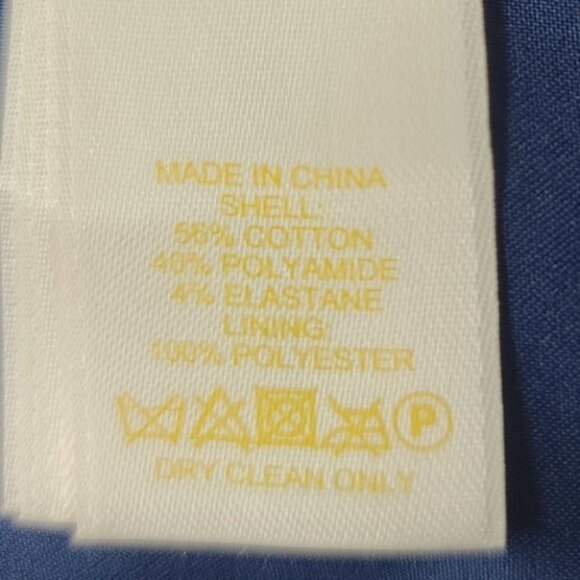 MADE IN CHINA
SHELL:
56% COTTON
40% POLYAMIDE
4% ELASTANE
LINING:
100% POLYESTER
P
DRY CLEAN ONLY